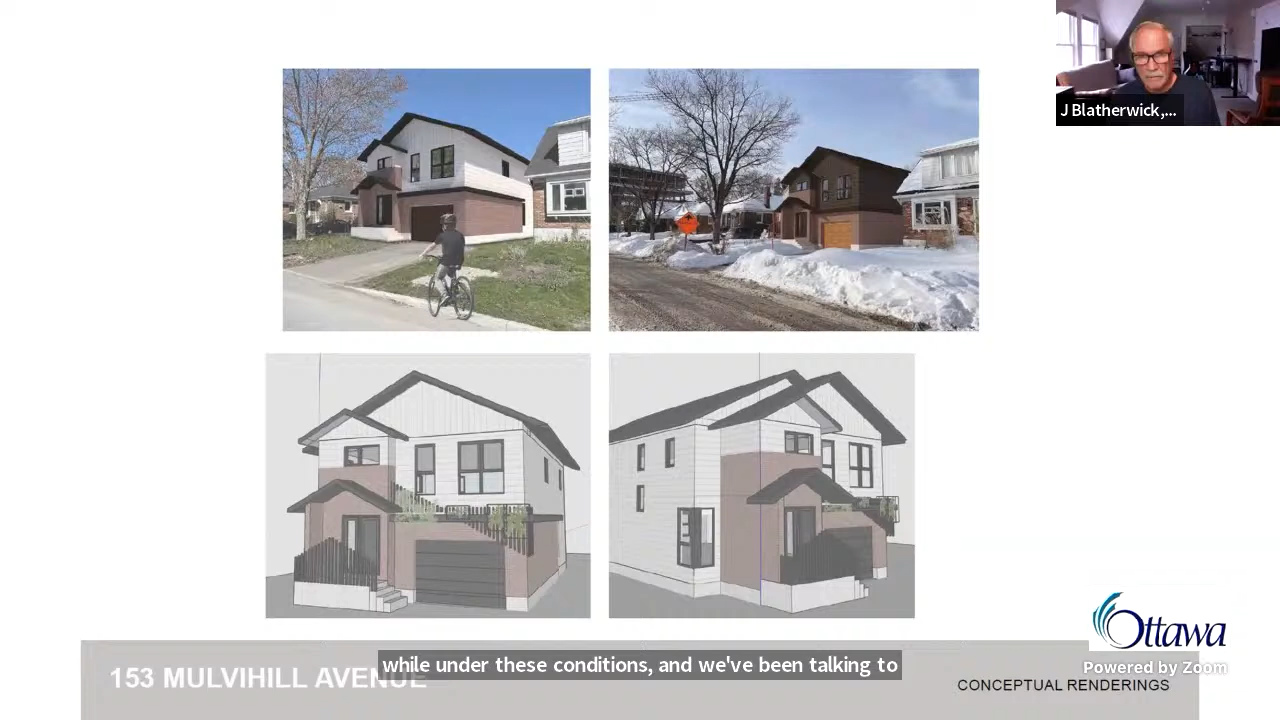 J Blatherwick,...
Ottawa
Powered by Zoom
while under these conditions, and we've been talking to
153 MULVIHILL AVENUE
CONCEPTUAL RENDERINGS